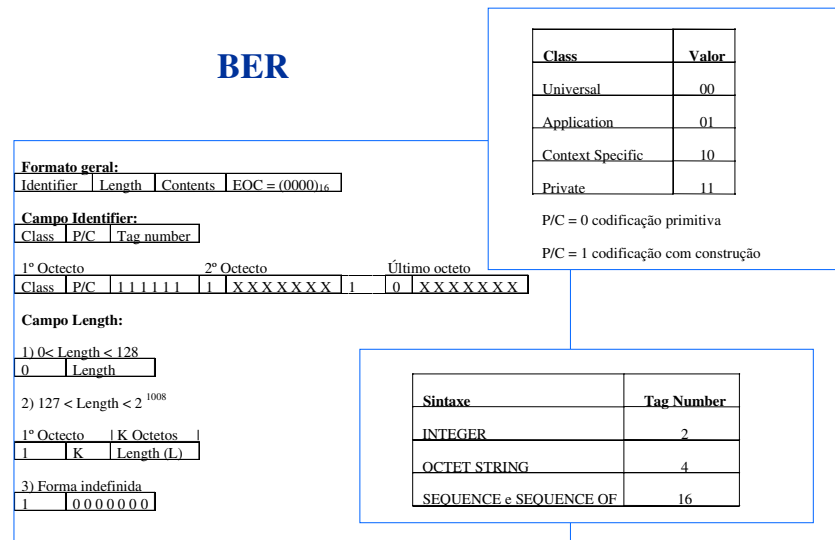 BER
Formato geral:
Identifier Length Contents EOC = (0000)16
Campo Identifier:
Class P/C Tag number
1º Octecto 2º Octecto Último octeto
Class P/C 1 1 1 1 1 1 1 X X X X X X X 1 0 X X X X X X X
Campo Length:
1) 0< Length < 128
0 Length
2) 127 < Length < 2 1008
1º Octecto | K Octetos |
1 K Length (L)
3) Forma indefinida
1 0 0 0 0 0 0 0
Class Valor
Universal 00
Application 01
Context Specific 10
Private 11
P/C = 0 codificação primitiva
P/C = 1 codificação com construção
Sintaxe Tag Number
INTEGER 2
OCTET STRING 4
SEQUENCE e SEQUENCE OF 16